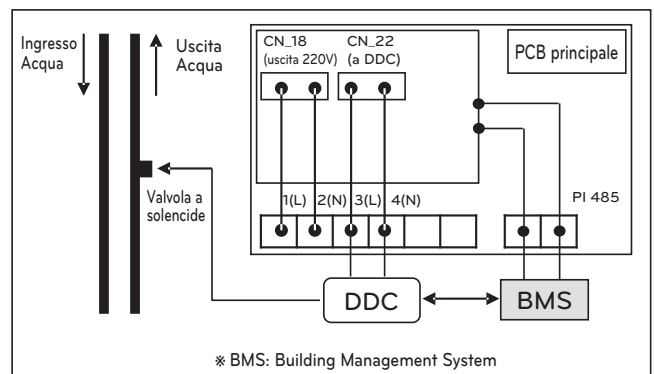 Ingresso
Acqua
Uscita
Acqua
CN_18
(uscita 220V)
CN_22
(a DDC)
PCB principale
Valvola a
solencide
1(L)
2(N)
3(L)
4(N)
PI 485
DDC
BMS
※ BMS: Building Management System